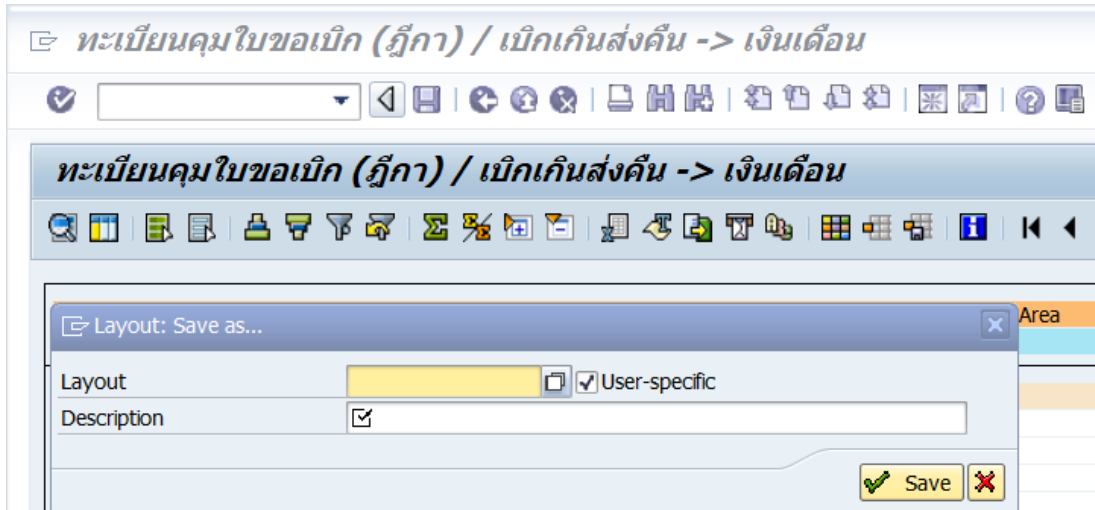 ทะเบียนคุมใบขอเบิก (ฎีกา) / เบิกเกินส่งคืน -> เงินเดือน
ทะเบียนคุมใบขอเบิก (ฎีกา) / เบิกเกินส่งคืน -> เงินเดือน
Area
Layout: Save as...
Layout User-specific
Description
Save